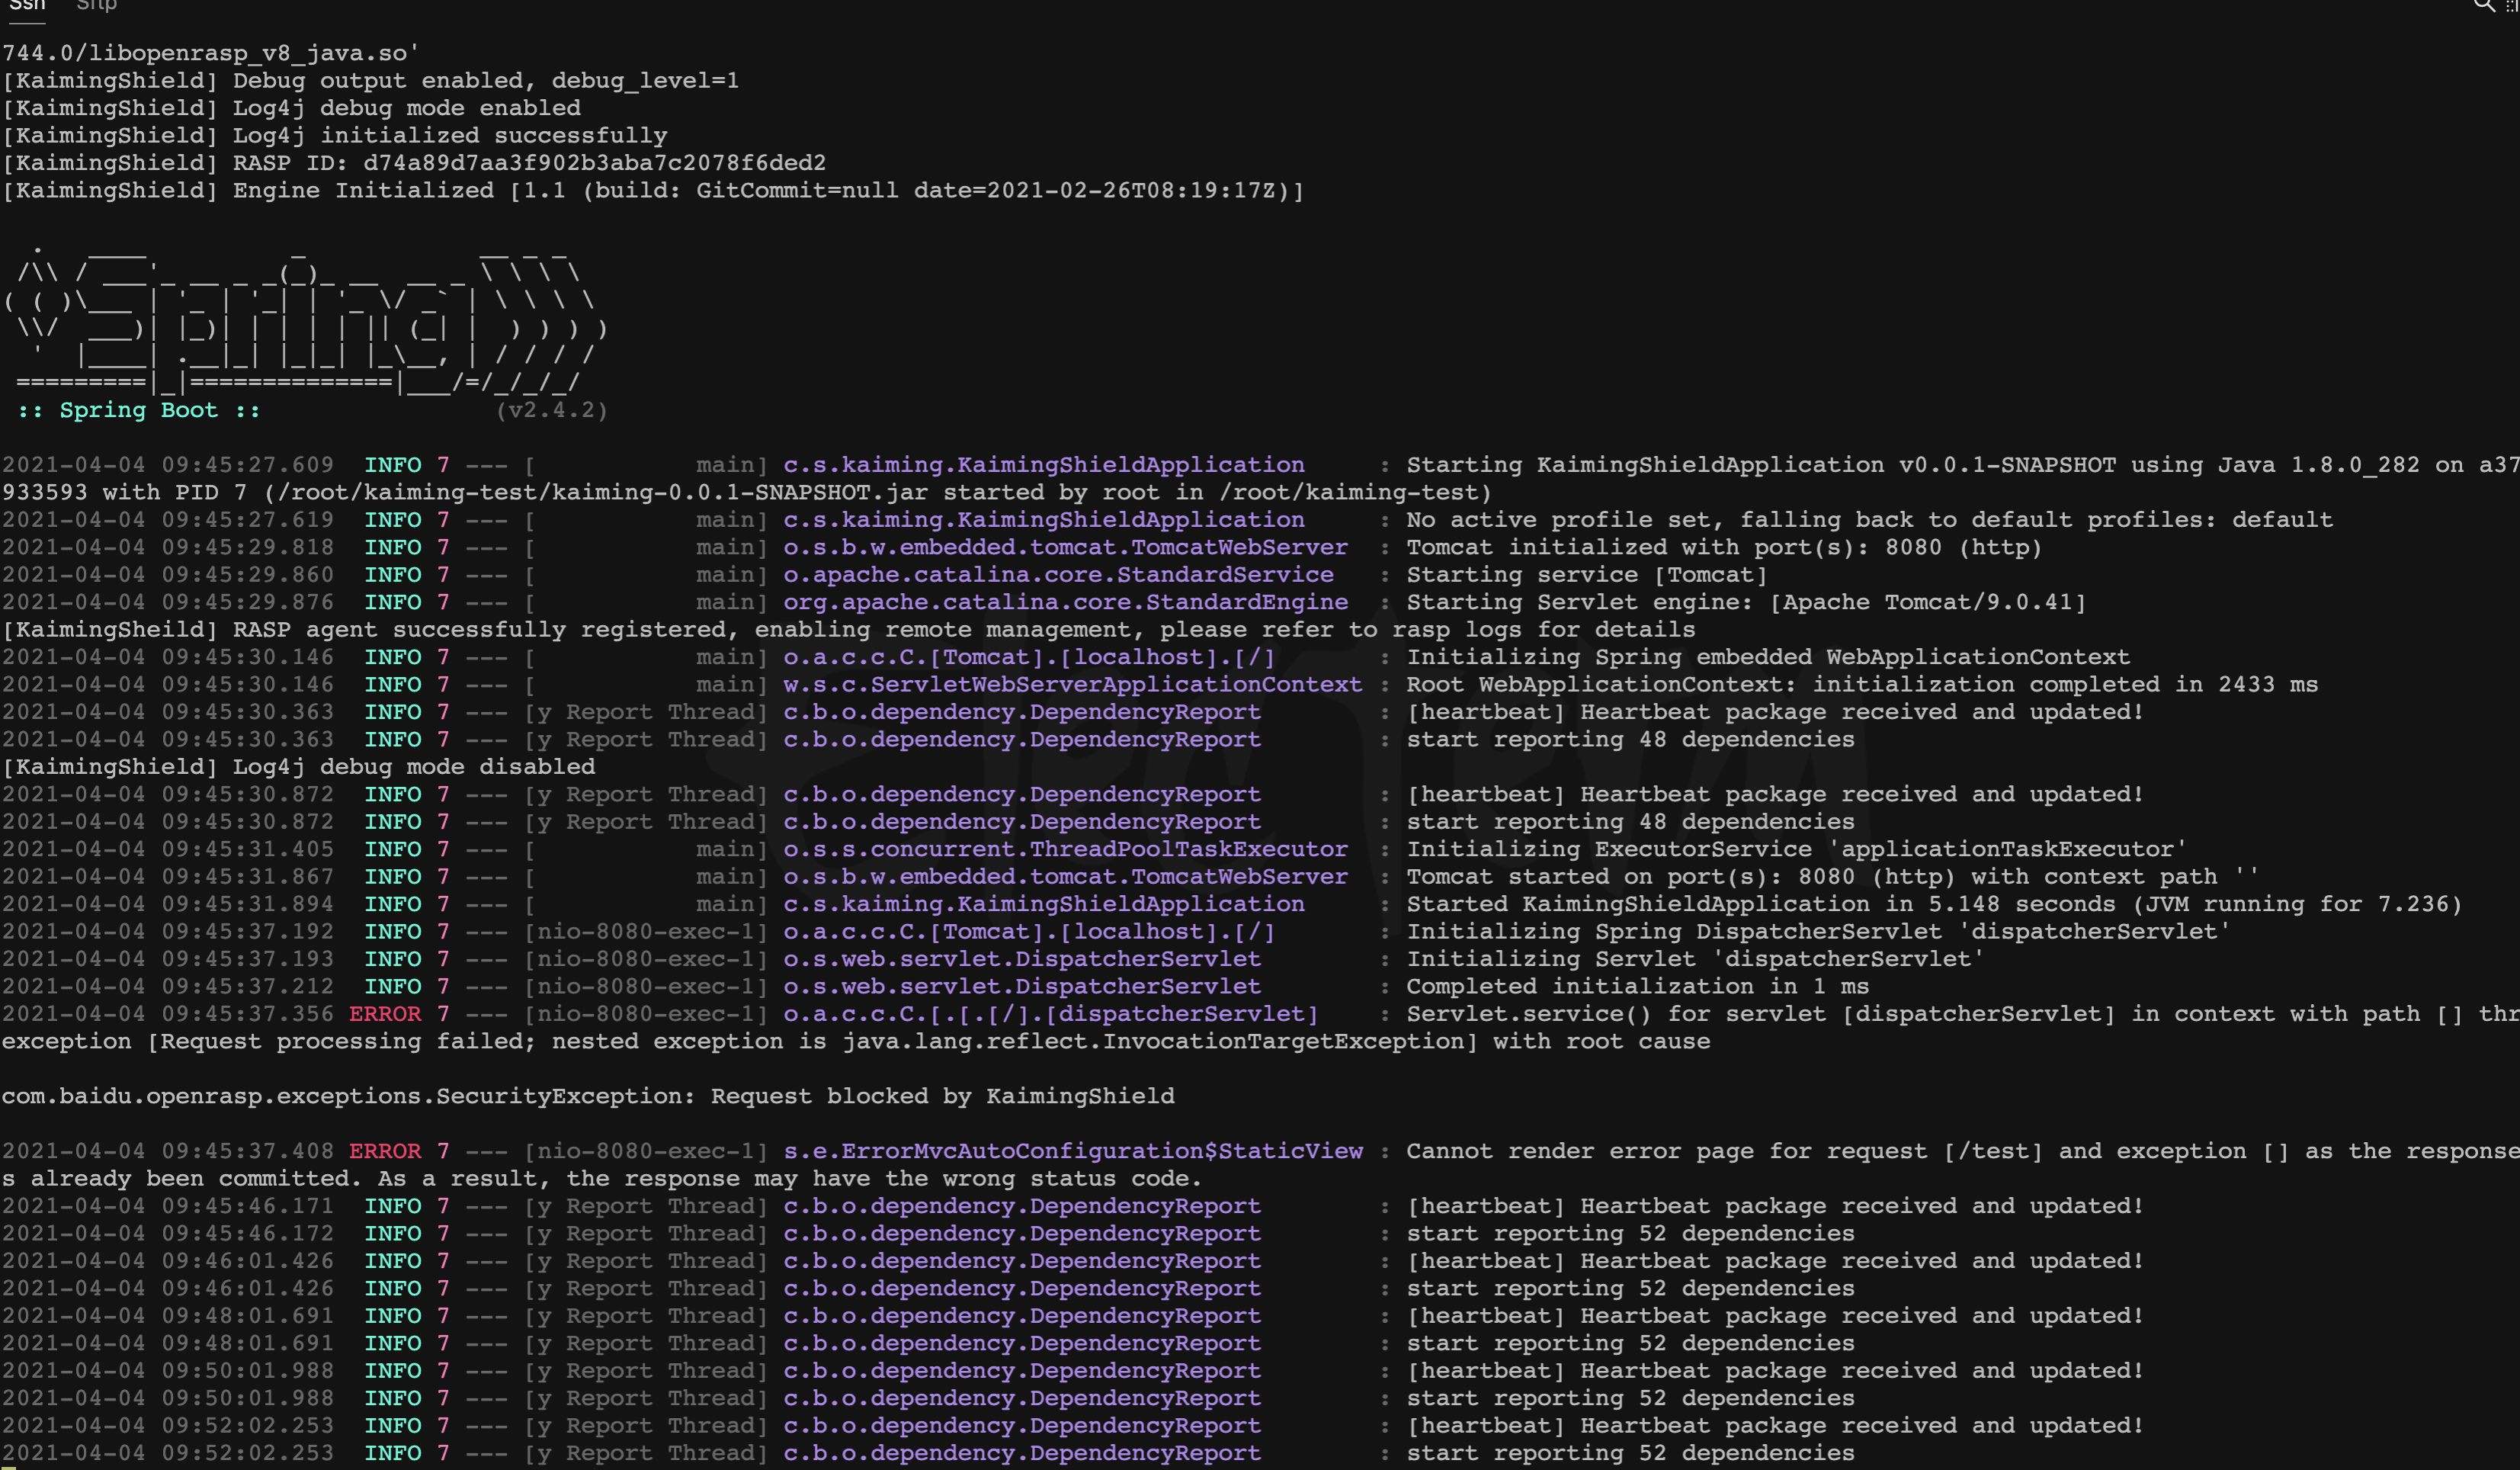 Ssh Sftp
744.0/libopenrasp_v8_java.so'
[KaimingShield] Debug output enabled, debug_level=1
[KaimingShield] Log4j debug mode enabled
[KaimingShield] Log4j initialized successfully
[KaimingShield] RASP ID: d74a89d7aa3f902b3aba7c2078f6ded2
[KaimingShield] Engine Initialized [1.1 (build: GitCommit=null date=2021-02-26T08:19:17Z)]
  .   ____          _            __ _ _
 /\\ / ___'_ __ _ _(_)_ __  __ _ \ \ \ \
( ( )\___ | '_ | '_| | '_ \/ _` | \ \ \ \
 \\/  ___)| |_)| | | | | || (_| |  ) ) ) )
  '  |____| .__|_| |_|_| |_\__, | / / / /
 =========|_|==============|___/=/_/_/_/
 :: Spring Boot ::                (v2.4.2)
2021-04-04 09:45:27.609  INFO 7 --- [           main] c.s.kaiming.KaimingShieldApplication     : Starting KaimingShieldApplication v0.0.1-SNAPSHOT using Java 1.8.0_282 on a37
933593 with PID 7 (/root/kaiming-test/kaiming-0.0.1-SNAPSHOT.jar started by root in /root/kaiming-test)
2021-04-04 09:45:27.619  INFO 7 --- [           main] c.s.kaiming.KaimingShieldApplication     : No active profile set, falling back to default profiles: default
2021-04-04 09:45:29.818  INFO 7 --- [           main] o.s.b.w.embedded.tomcat.TomcatWebServer  : Tomcat initialized with port(s): 8080 (http)
2021-04-04 09:45:29.860  INFO 7 --- [           main] o.apache.catalina.core.StandardService   : Starting service [Tomcat]
2021-04-04 09:45:29.876  INFO 7 --- [           main] org.apache.catalina.core.StandardEngine  : Starting Servlet engine: [Apache Tomcat/9.0.41]
[KaimingSheild] RASP agent successfully registered, enabling remote management, please refer to rasp logs for details
2021-04-04 09:45:30.146  INFO 7 --- [           main] o.a.c.c.C.[Tomcat].[localhost].[/]       : Initializing Spring embedded WebApplicationContext
2021-04-04 09:45:30.146  INFO 7 --- [           main] w.s.c.ServletWebServerApplicationContext : Root WebApplicationContext: initialization completed in 2433 ms
2021-04-04 09:45:30.363  INFO 7 --- [y Report Thread] c.b.o.dependency.DependencyReport        : [heartbeat] Heartbeat package received and updated!
2021-04-04 09:45:30.363  INFO 7 --- [y Report Thread] c.b.o.dependency.DependencyReport        : start reporting 48 dependencies
[KaimingShield] Log4j debug mode disabled
2021-04-04 09:45:30.872  INFO 7 --- [y Report Thread] c.b.o.dependency.DependencyReport        : [heartbeat] Heartbeat package received and updated!
2021-04-04 09:45:30.872  INFO 7 --- [y Report Thread] c.b.o.dependency.DependencyReport        : start reporting 48 dependencies
2021-04-04 09:45:31.405  INFO 7 --- [           main] o.s.s.concurrent.ThreadPoolTaskExecutor  : Initializing ExecutorService 'applicationTaskExecutor'
2021-04-04 09:45:31.867  INFO 7 --- [           main] o.s.b.w.embedded.tomcat.TomcatWebServer  : Tomcat started on port(s): 8080 (http) with context path ''
2021-04-04 09:45:31.894  INFO 7 --- [           main] c.s.kaiming.KaimingShieldApplication     : Started KaimingShieldApplication in 5.148 seconds (JVM running for 7.236)
2021-04-04 09:45:37.192  INFO 7 --- [nio-8080-exec-1] o.a.c.c.C.[Tomcat].[localhost].[/]       : Initializing Spring DispatcherServlet 'dispatcherServlet'
2021-04-04 09:45:37.193  INFO 7 --- [nio-8080-exec-1] o.s.web.servlet.DispatcherServlet        : Initializing Servlet 'dispatcherServlet'
2021-04-04 09:45:37.212  INFO 7 --- [nio-8080-exec-1] o.s.web.servlet.DispatcherServlet        : Completed initialization in 1 ms
2021-04-04 09:45:37.356 ERROR 7 --- [nio-8080-exec-1] o.a.c.c.C.[.[.[/].[dispatcherServlet]    : Servlet.service() for servlet [dispatcherServlet] in context with path [] thr
exception [Request processing failed; nested exception is java.lang.reflect.InvocationTargetException] with root cause
com.baidu.openrasp.exceptions.SecurityException: Request blocked by KaimingShield
2021-04-04 09:45:37.408 ERROR 7 --- [nio-8080-exec-1] s.e.ErrorMvcAutoConfiguration$StaticView : Cannot render error page for request [/test] and exception [] as the response
s already been committed. As a result, the response may have the wrong status code.
2021-04-04 09:45:46.171  INFO 7 --- [y Report Thread] c.b.o.dependency.DependencyReport        : [heartbeat] Heartbeat package received and updated!
2021-04-04 09:45:46.172  INFO 7 --- [y Report Thread] c.b.o.dependency.DependencyReport        : start reporting 52 dependencies
2021-04-04 09:46:01.426  INFO 7 --- [y Report Thread] c.b.o.dependency.DependencyReport        : [heartbeat] Heartbeat package received and updated!
2021-04-04 09:46:01.426  INFO 7 --- [y Report Thread] c.b.o.dependency.DependencyReport        : start reporting 52 dependencies
2021-04-04 09:48:01.691  INFO 7 --- [y Report Thread] c.b.o.dependency.DependencyReport        : [heartbeat] Heartbeat package received and updated!
2021-04-04 09:48:01.691  INFO 7 --- [y Report Thread] c.b.o.dependency.DependencyReport        : start reporting 52 dependencies
2021-04-04 09:50:01.988  INFO 7 --- [y Report Thread] c.b.o.dependency.DependencyReport        : [heartbeat] Heartbeat package received and updated!
2021-04-04 09:50:01.988  INFO 7 --- [y Report Thread] c.b.o.dependency.DependencyReport        : start reporting 52 dependencies
2021-04-04 09:52:02.253  INFO 7 --- [y Report Thread] c.b.o.dependency.DependencyReport        : [heartbeat] Heartbeat package received and updated!
2021-04-04 09:52:02.253  INFO 7 --- [y Report Thread] c.b.o.dependency.DependencyReport        : start reporting 52 dependencies